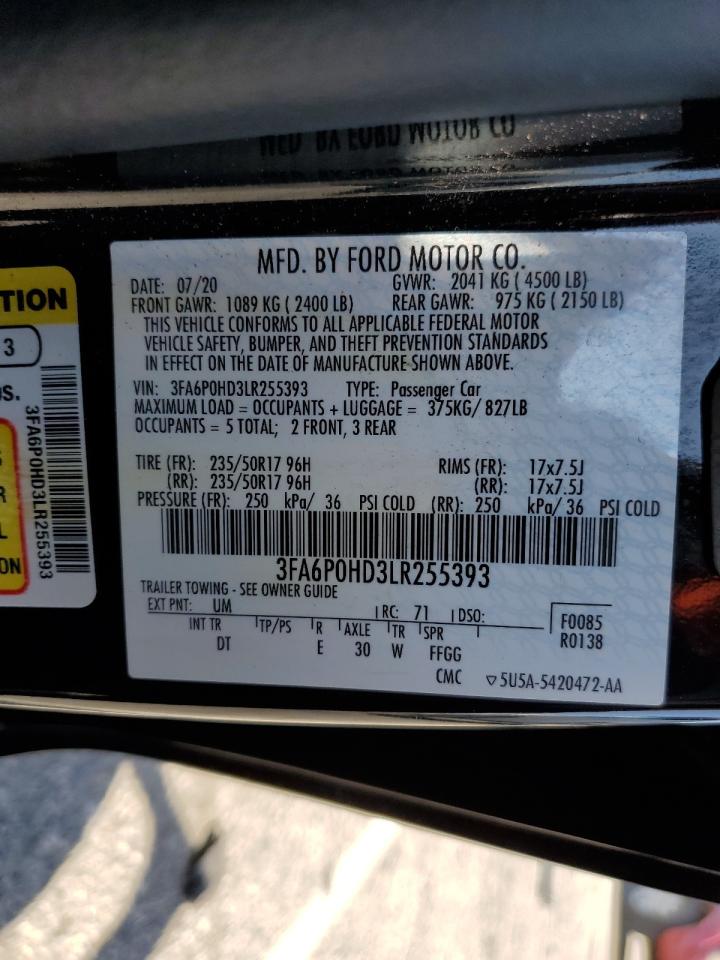 MFD. BY FORD MOTOR CO.
DATE: 07/20 GVWR: 2041 KG ( 4500 LB)
FRONT GAWR: 1089 KG ( 2400 LB) REAR GAWR: 975 KG ( 2150 LB)
THIS VEHICLE CONFORMS TO ALL APPLICABLE FEDERAL MOTOR
VEHICLE SAFETY, BUMPER, AND THEFT PREVENTION STANDARDS
IN EFFECT ON THE DATE OF MANUFACTURE SHOWN ABOVE.
VIN: 3FA6P0HD3LR255393 TYPE: Passenger Car
MAXIMUM LOAD = OCCUPANTS + LUGGAGE = 375KG/ 827LB
OCCUPANTS = 5 TOTAL; 2 FRONT, 3 REAR
TIRE (FR): 235/50R17 96H RIMS (FR): 17x7.5J
(RR): 235/50R17 96H (RR): 17x7.5J
PRESSURE (FR): 250 kPa/ 36 PSI COLD (RR): 250 kPa/ 36 PSI COLD
3FA6P0HD3LR255393
TRAILER TOWING - SEE OWNER GUIDE
EXT PNT: UM RC: 71 DSO: F0085
INT TR TP/PS R AXLE TR SPR R0138
DT E 30 W FFGG
CMC ▽5U5A-5420472-AA
TION
3
3FA6P0HD3LR255393
ON